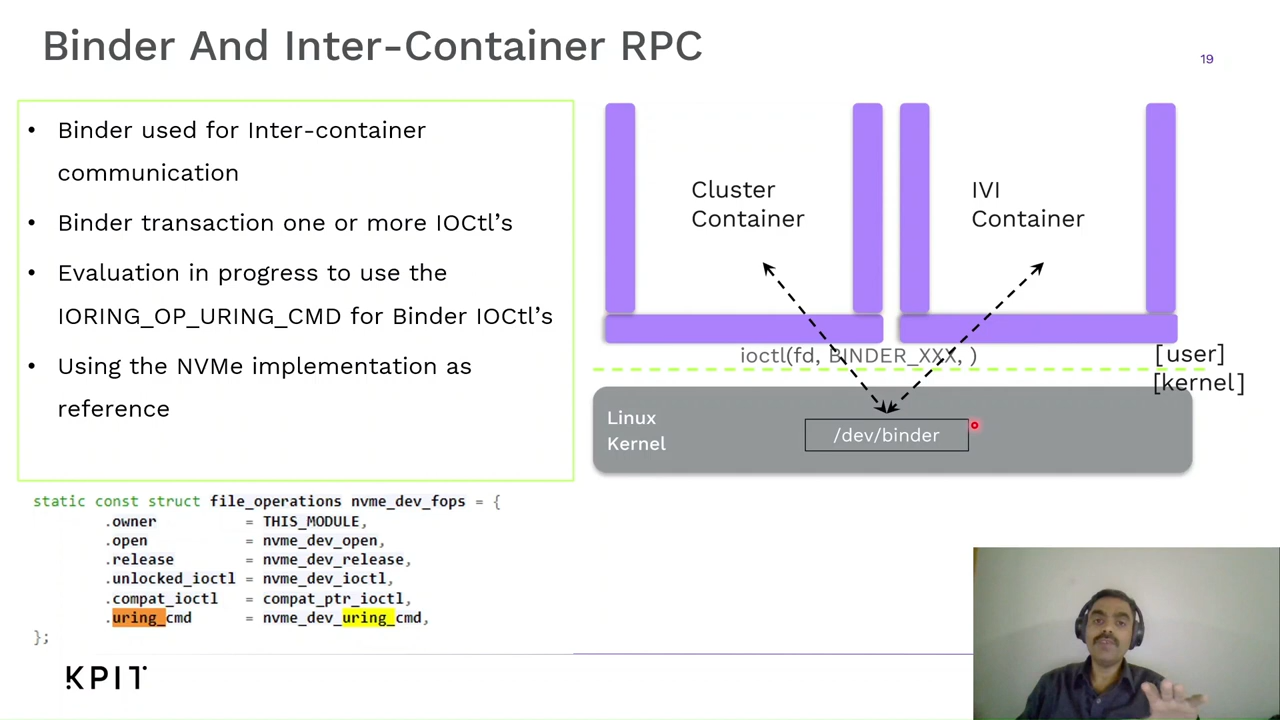 Binder And Inter-Container RPC
19
• Binder used for Inter-container
communication
• Binder transaction one or more IOCtl’s
• Evaluation in progress to use the
IORING_OP_URING_CMD for Binder IOCtl’s
• Using the NVMe implementation as
reference
Cluster
Container
IVI
Container
ioctl(fd, BINDER_XXX, )
[user]
[kernel]
Linux
Kernel
/dev/binder
static const struct file_operations nvme_dev_fops = {
.owner = THIS_MODULE,
.open = nvme_dev_open,
.release = nvme_dev_release,
.unlocked_ioctl = nvme_dev_ioctl,
.compat_ioctl = compat_ptr_ioctl,
.uring_cmd = nvme_dev_uring_cmd,
};
KPIT